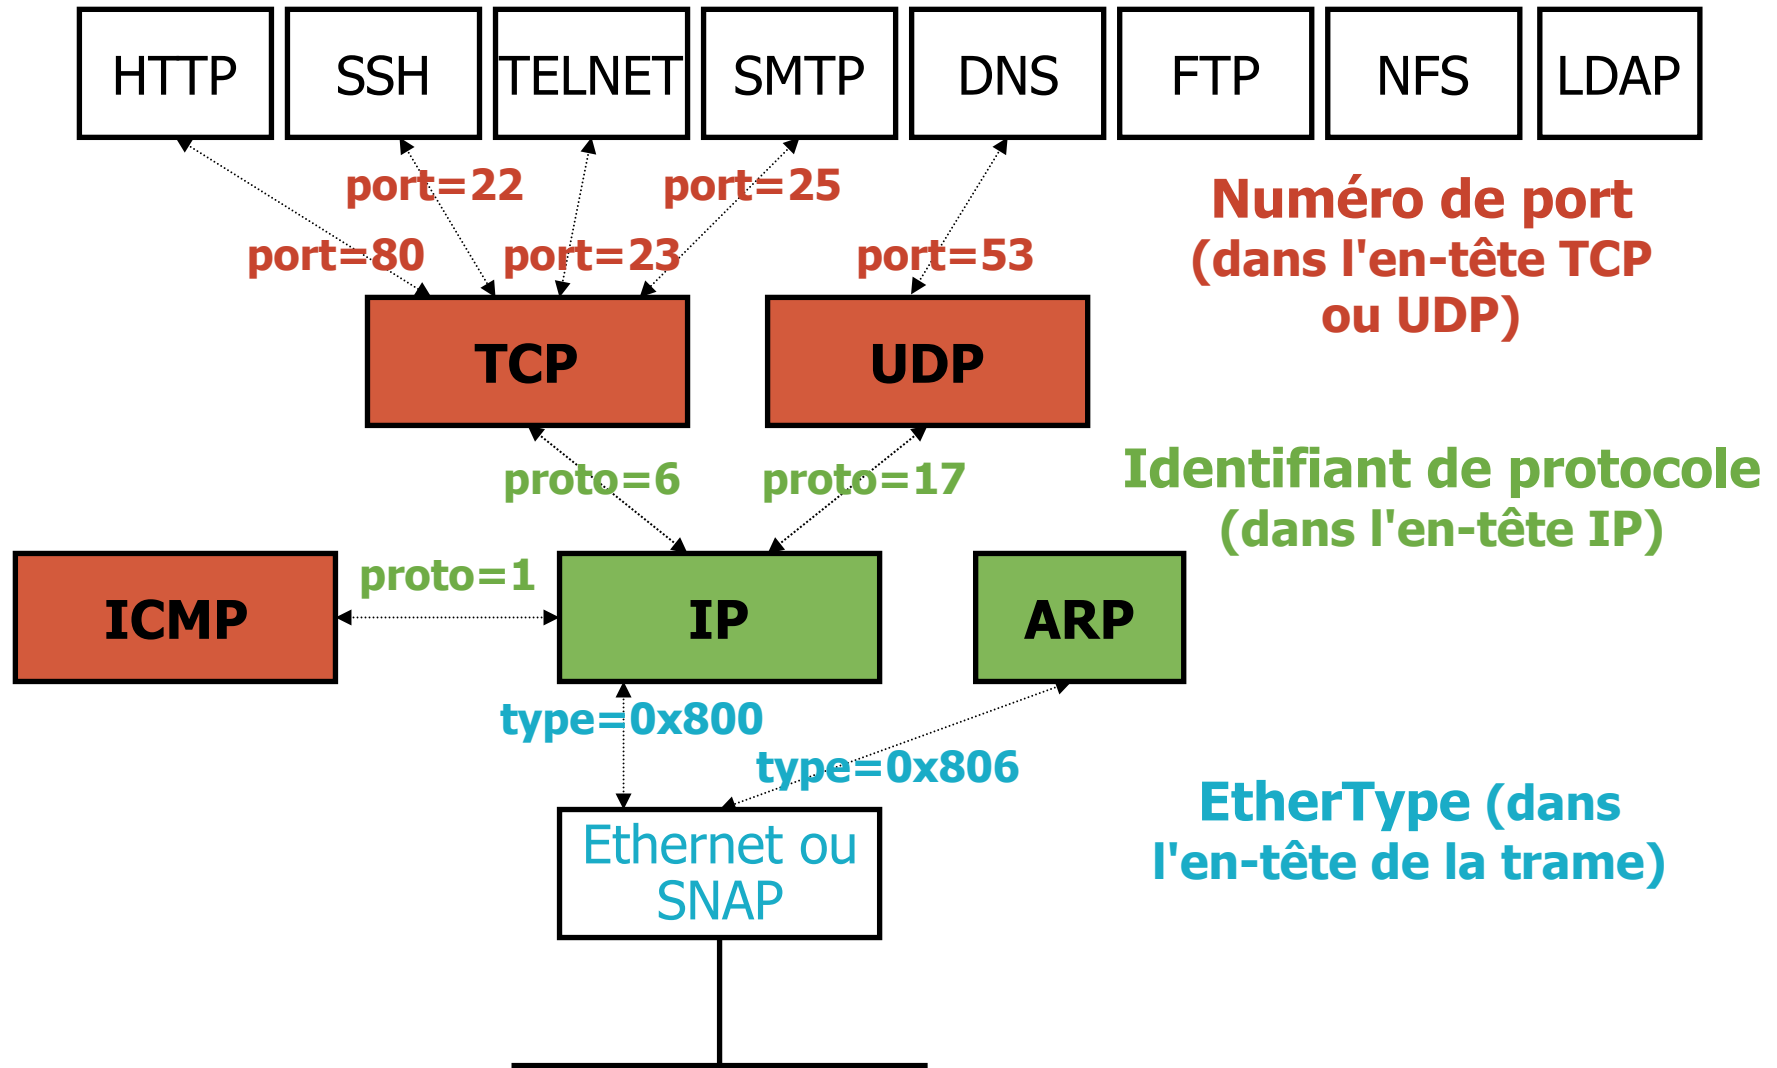 HTTP
SSH
TELNET
SMTP
DNS
FTP
NFS
LDAP
port=22
port=25
port=80
port=23
port=53
Numéro de port
(dans l'en-tête TCP
ou UDP)
TCP
UDP
proto=6
proto=17
Identifiant de protocole
(dans l'en-tête IP)
proto=1
ICMP
IP
ARP
type=0x800
type=0x806
Ethernet ou
SNAP
EtherType (dans
l'en-tête de la trame)